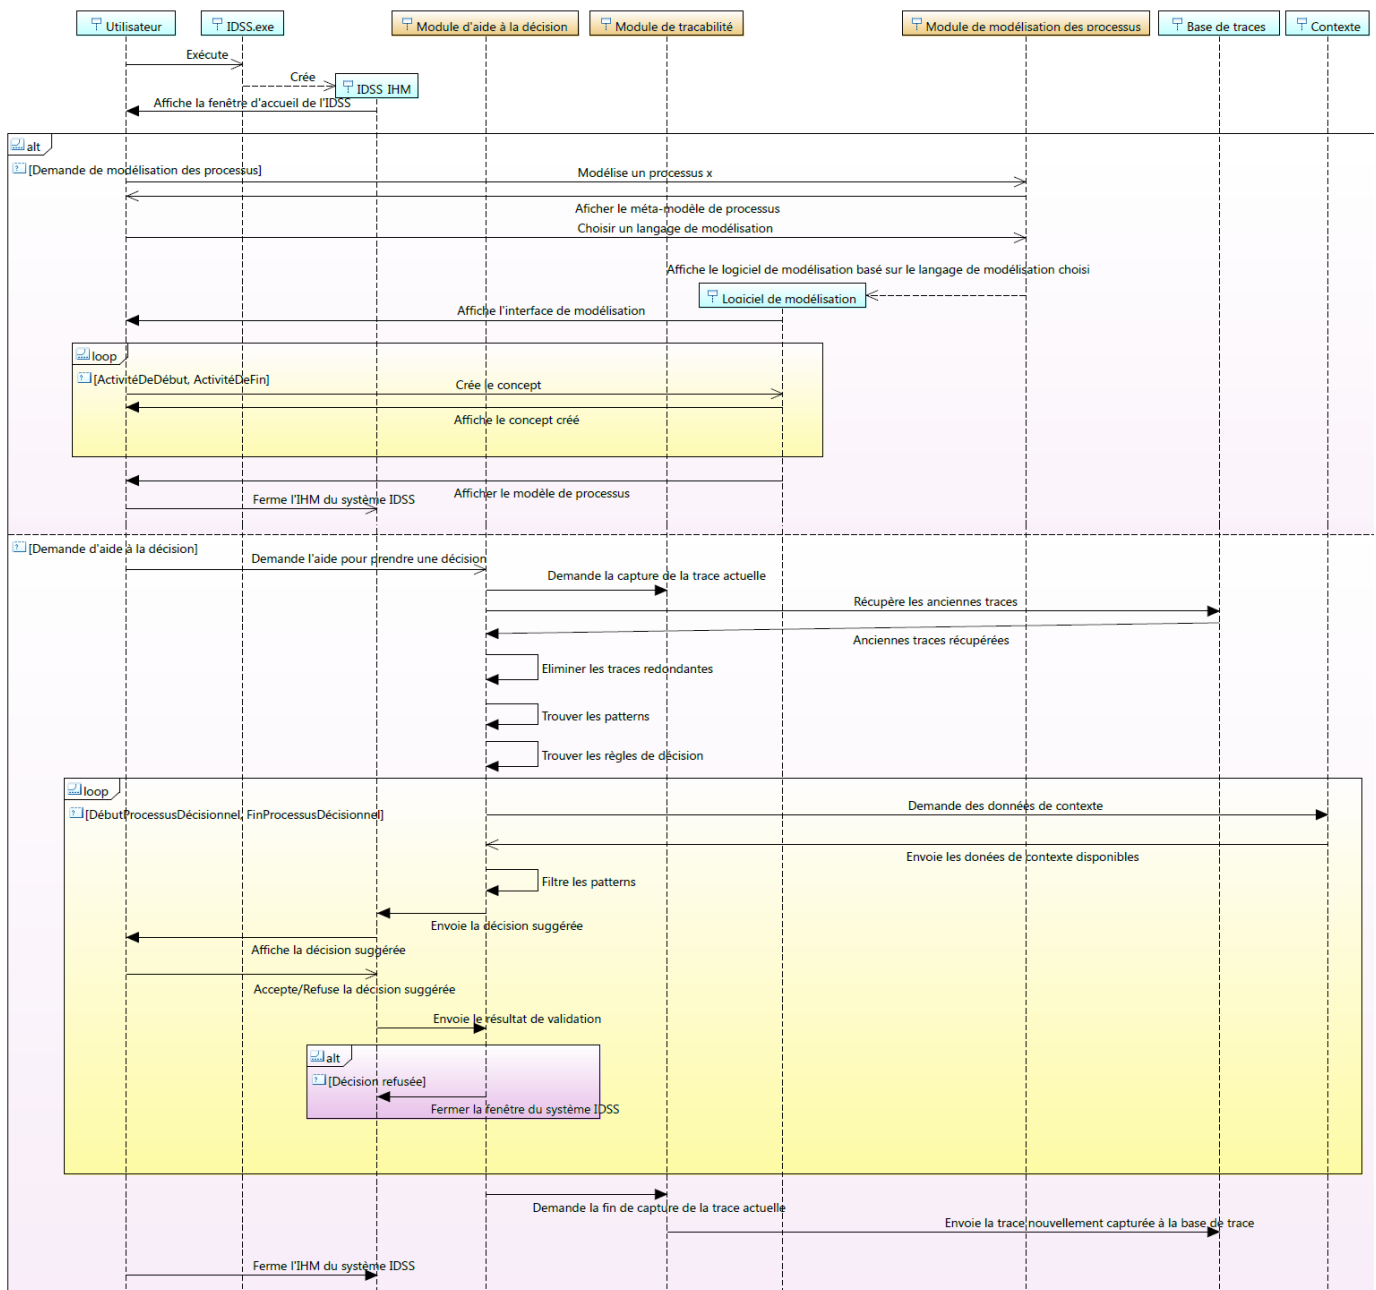 Utilisateur
IDSS.exe
Module d'aide à la décision
Module de tracabilité
Module de modélisation des processus
Base de traces
Contexte
Exécute
Crée
IDSS_IHM
Affiche la fenêtre d'accueil de l'IDSS
alt
[Demande de modélisation des processus]
Modélise un processus x
Aficher le méta-modèle de processus
Choisir un langage de modélisation
Affiche le logiciel de modélisation basé sur le langage de modélisation choisi
Logiciel de modélisation
Affiche l'interface de modélisation
loop
[ActivitéDeDébut, ActivitéDeFin]
Crée le concept
Affiche le concept créé
Afficher le modèle de processus
Ferme l'IHM du système IDSS
[Demande d'aide à la décision]
Demande l'aide pour prendre une décision
Demande la capture de la trace actuelle
Récupère les anciennes traces
Anciennes traces récupérées
Eliminer les traces redondantes
Trouver les patterns
Trouver les règles de décision
loop
[DébutProcessusDécisionnel, FinProcessusDécisionnel]
Demande des données de contexte
Envoie les donées de contexte disponibles
Filtre les patterns
Envoie la décision suggérée
Affiche la décision suggérée
Accepte/Refuse la décision suggérée
Envoie le résultat de validation
alt
[Décision refusée]
Fermer la fenêtre du système IDSS
Demande la fin de capture de la trace actuelle
Envoie la trace nouvellement capturée à la base de trace
Ferme l'IHM du système IDSS